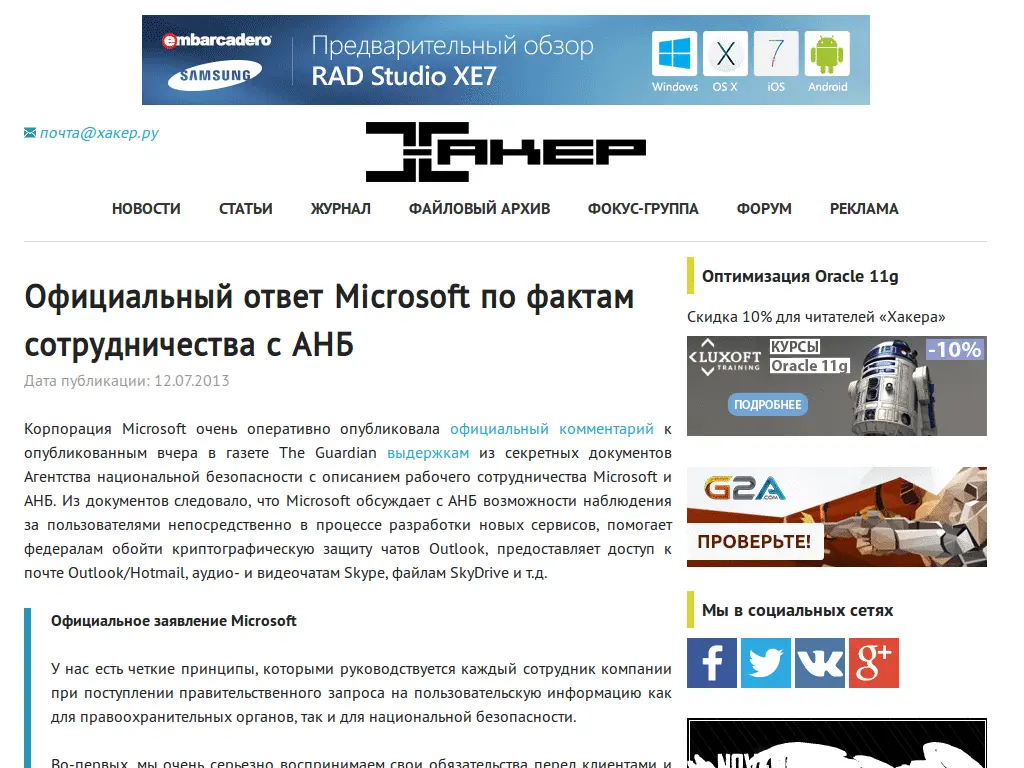 embarcadero
SAMSUNG
Предварительный обзор
RAD Studio XE7
Windows
OS X
iOS
Android
почта@хакер.ру
ХАКЕР
НОВОСТИ
СТАТЬИ
ЖУРНАЛ
ФАЙЛОВЫЙ АРХИВ
ФОКУС-ГРУППА
ФОРУМ
РЕКЛАМА
Официальный ответ Microsoft по фактам
сотрудничества с АНБ
Дата публикации: 12.07.2013
Корпорация Microsoft очень оперативно опубликовала официальный комментарий к
опубликованным вчера в газете The Guardian выдержкам из секретных документов
Агентства национальной безопасности с описанием рабочего сотрудничества Microsoft и
АНБ. Из документов следовало, что Microsoft обсуждает с АНБ возможности наблюдения
за пользователями непосредственно в процессе разработки новых сервисов, помогает
федералам обойти криптографическую защиту чатов Outlook, предоставляет доступ к
почте Outlook/Hotmail, аудио- и видеочатам Skype, файлам SkyDrive и т.д.
Официальное заявление Microsoft
У нас есть четкие принципы, которыми руководствуется каждый сотрудник компании
при поступлении правительственного запроса на пользовательскую информацию как
для правоохранительных органов, так и для национальной безопасности.
Во-первых, мы очень серьезно воспринимаем свои обязательства перед клиентами и
Оптимизация Oracle 11g
Скидка 10% для читателей «Хакера»
LUXOFT
TRAINING
КУРСЫ
Oracle 11g
-10%
ПОДРОБНЕЕ
G2A
.COM
ПРОВЕРЬТЕ!
Мы в социальных сетях